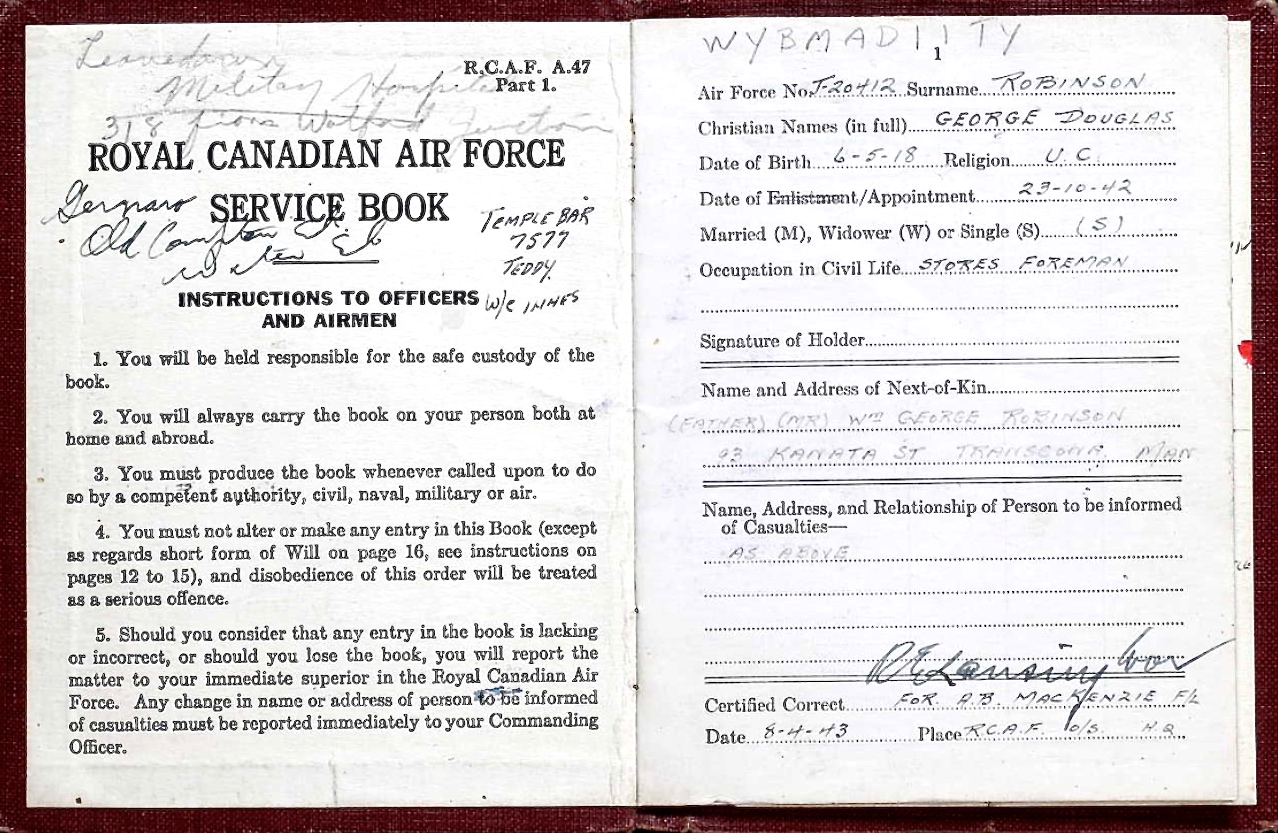 Leavesden
Military Hospital
318 from Watford Junction
R.C.A.F. A.47
Part 1.
ROYAL CANADIAN AIR FORCE
SERVICE BOOK
Gennaro
Old Compton St.
TEMPLE BAR
7577
TEDDY
W/C INNES
INSTRUCTIONS TO OFFICERS
AND AIRMEN
1. You will be held responsible for the safe custody of the
book.
2. You will always carry the book on your person both at
home and abroad.
3. You must produce the book whenever called upon to do
so by a competent authority, civil, naval, military or air.
4. You must not alter or make any entry in this Book (except
as regards short form of Will on page 16, see instructions on
pages 12 to 15), and disobedience of this order will be treated
as a serious offence.
5. Should you consider that any entry in the book is lacking
or incorrect, or should you lose the book, you will report the
matter to your immediate superior in the Royal Canadian Air
Force. Any change in name or address of person to be informed
of casualties must be reported immediately to your Commanding
Officer.
WYBMADIITY
1
Air Force No. J-20412 Surname ROBINSON
Christian Names (in full) GEORGE DOUGLAS
Date of Birth 6-5-18 Religion U.C.
Date of Enlistment/Appointment 23-10-42
Married (M), Widower (W) or Single (S) (S)
Occupation in Civil Life STORES FOREMAN
Signature of Holder
Name and Address of Next-of-Kin
(FATHER) (MR) Wm GEORGE ROBINSON
93 KANATA ST TRANSCONA MAN
Name, Address, and Relationship of Person to be informed
of Casualties—
AS ABOVE
Certified Correct FOR A.B. MACKENZIE F/L
Date 8-4-43 Place R.C.A.F. O/S. H.Q.